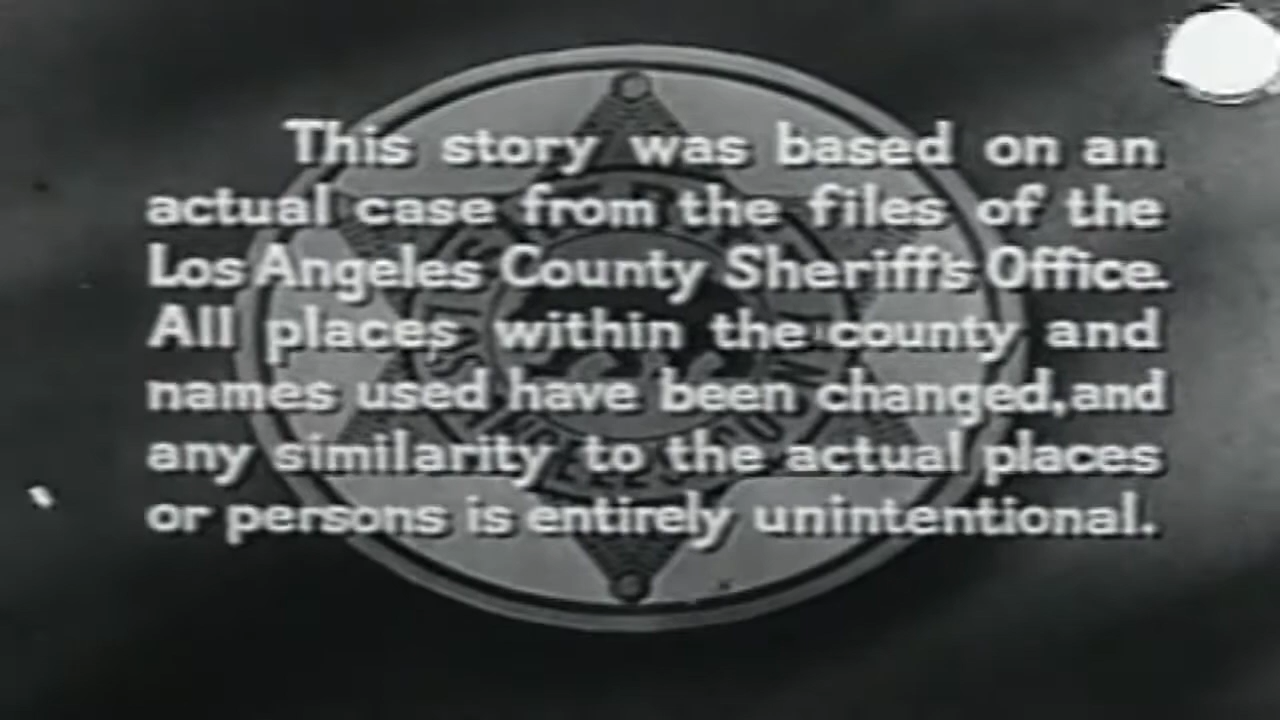 This story was based on an
actual case from the files of the
Los Angeles County Sheriff's Office.
All places within the county and
names used have been changed, and
any similarity to the actual places
or persons is entirely unintentional.